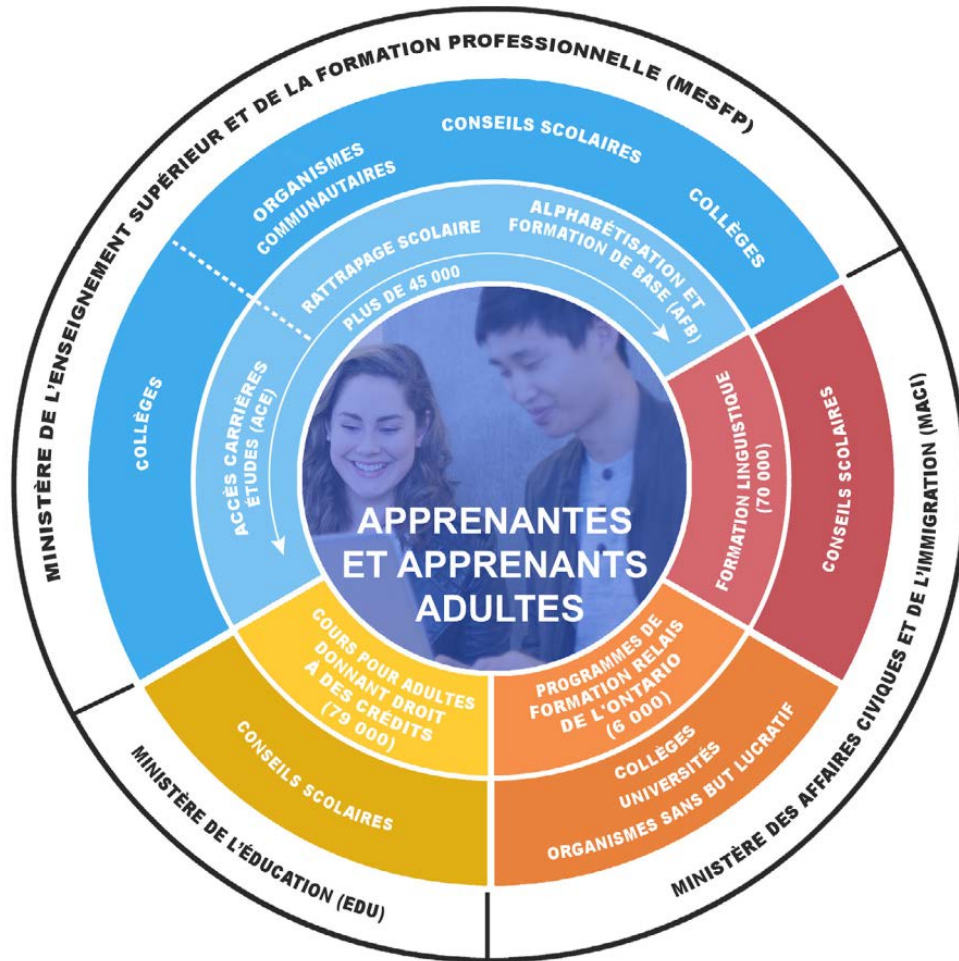 MINISTÈRE DE L'ENSEIGNEMENT SUPÉRIEUR ET DE LA FORMATION PROFESSIONNELLE (MESFP)
COLLÈGES
ORGANISMES
COMMUNAUTAIRES
CONSEILS SCOLAIRES
COLLÈGES
ACCÈS CARRIÈRES
ÉTUDES (ACE)
RATTRAPAGE SCOLAIRE
ALPHABÉTISATION ET
FORMATION DE BASE (AFB)
PLUS DE 45 000
MINISTÈRE DES AFFAIRES CIVIQUES ET DE L'IMMIGRATION (MACI)
CONSEILS SCOLAIRES
FORMATION LINGUISTIQUE
(70 000)
APPRENANTES
ET APPRENANTS
ADULTES
PROGRAMMES DE
FORMATION RELAIS
DE L'ONTARIO
(6 000)
COLLÈGES
UNIVERSITÉS
ORGANISMES SANS BUT LUCRATIF
COURS POUR ADULTES
DONNANT DROIT
À DES CRÉDITS
(79 000)
CONSEILS SCOLAIRES
MINISTÈRE DE L'ÉDUCATION (EDU)